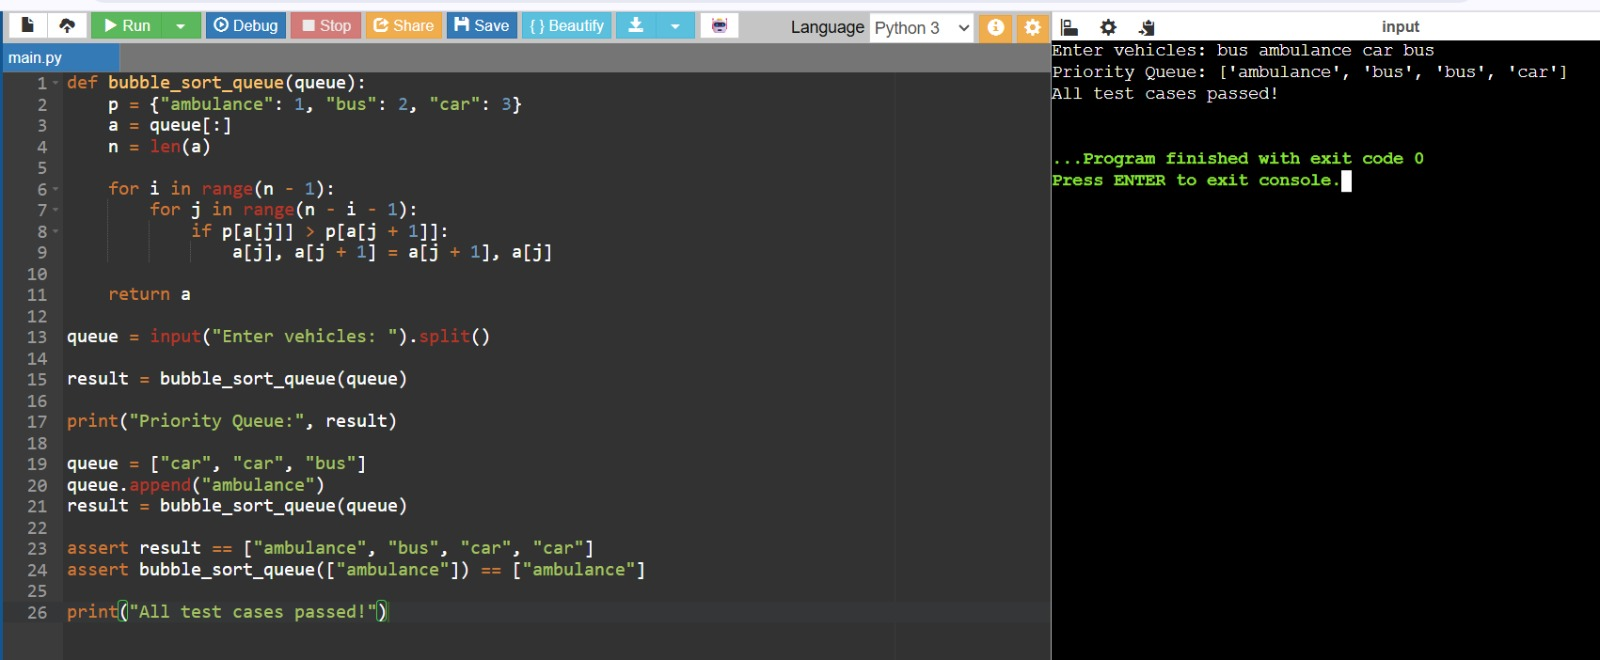 Run Debug Stop Share Save { } Beautify Language Python 3 input
main.py
1 def bubble_sort_queue(queue):
2     p = {"ambulance": 1, "bus": 2, "car": 3}
3     a = queue[:]
4     n = len(a)
5
6     for i in range(n - 1):
7         for j in range(n - i - 1):
8             if p[a[j]] > p[a[j + 1]]:
9                 a[j], a[j + 1] = a[j + 1], a[j]
10
11     return a
12
13 queue = input("Enter vehicles: ").split()
14
15 result = bubble_sort_queue(queue)
16
17 print("Priority Queue:", result)
18
19 queue = ["car", "car", "bus"]
20 queue.append("ambulance")
21 result = bubble_sort_queue(queue)
22
23 assert result == ["ambulance", "bus", "car", "car"]
24 assert bubble_sort_queue(["ambulance"]) == ["ambulance"]
25
26 print("All test cases passed!")
Enter vehicles: bus ambulance car bus
Priority Queue: ['ambulance', 'bus', 'bus', 'car']
All test cases passed!
...Program finished with exit code 0
Press ENTER to exit console.